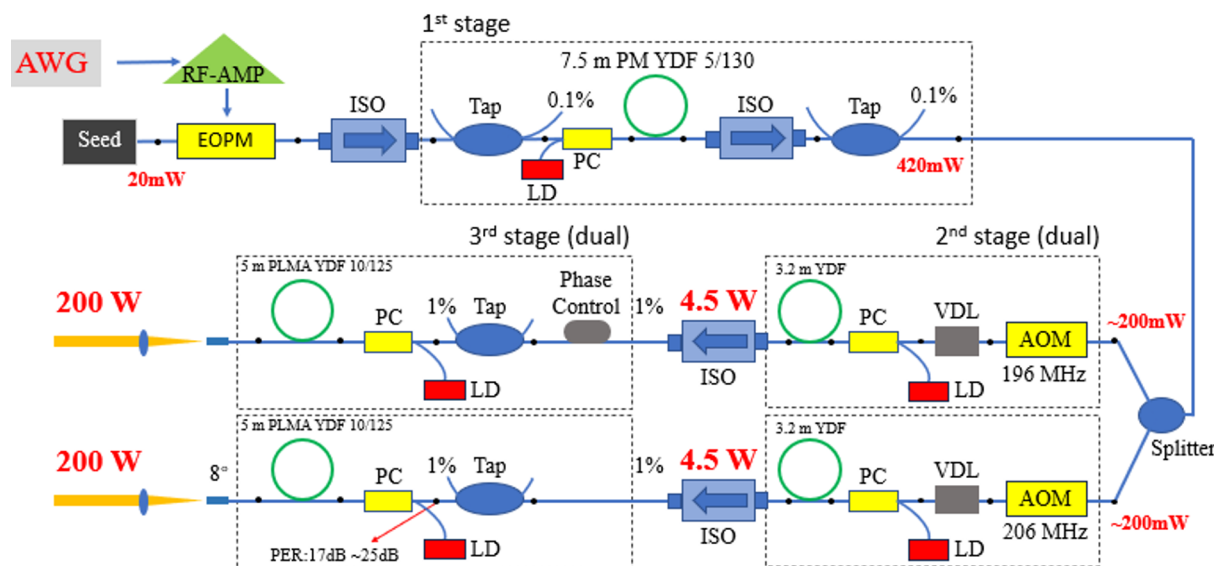 1st stage
AWG
RF-AMP
7.5 m PM YDF 5/130
ISO
Tap
0.1%
ISO
Tap
0.1%
Seed
EOPM
PC
20mW
LD
420mW
3rd stage (dual)
2nd stage (dual)
5 m PLMA YDF 10/125
Phase
Control
3.2 m YDF
200 W
PC
1%
Tap
1%
4.5 W
PC
VDL
AOM
~200mW
LD
ISO
LD
196 MHz
5 m PLMA YDF 10/125
3.2 m YDF
Splitter
200 W
8°
PC
1%
Tap
1%
4.5 W
PC
VDL
AOM
~200mW
PER:17dB ~25dB
LD
ISO
LD
206 MHz